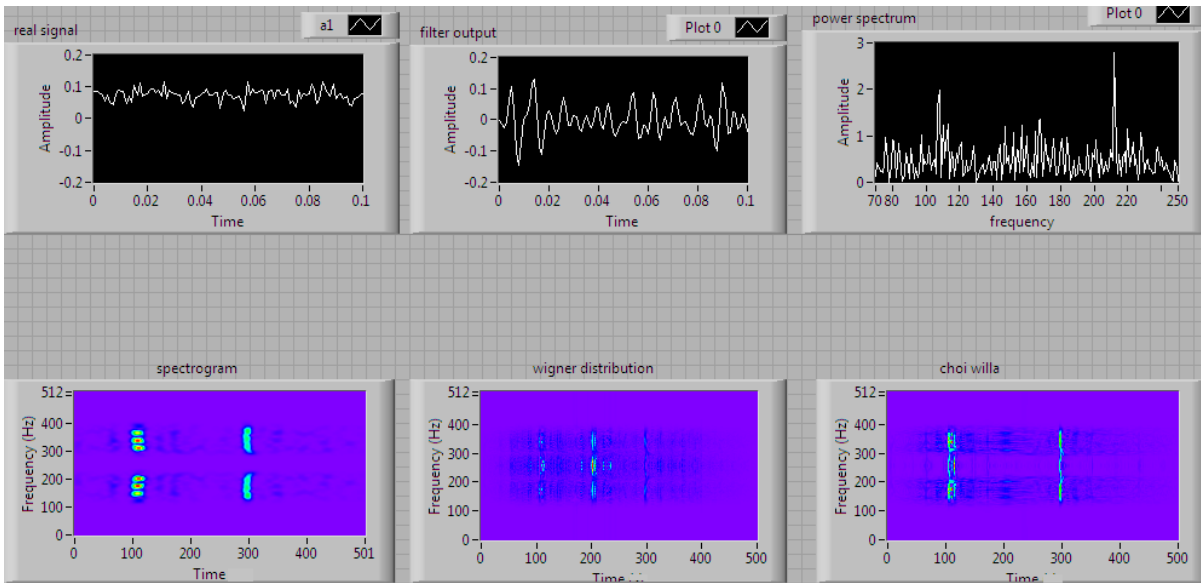 real signal
a1
Amplitude
0.2
0.1
0
-0.1
-0.2
0 0.02 0.04 0.06 0.08 0.1
Time
filter output
Plot 0
Amplitude
0.2
0.1
0
-0.1
-0.2
0 0.02 0.04 0.06 0.08 0.1
Time
power spectrum
Plot 0
Amplitude
3
2
1
0
70 80 100 120 140 160 180 200 220 250
frequency
spectrogram
Frequency (Hz)
512
400
300
200
100
0
0 100 200 300 400 501
Time
wigner distribution
Frequency (Hz)
512
400
300
200
100
0
0 100 200 300 400 500
Time
choi willa
Frequency (Hz)
512
400
300
200
100
0
0 100 200 300 400 500
Time